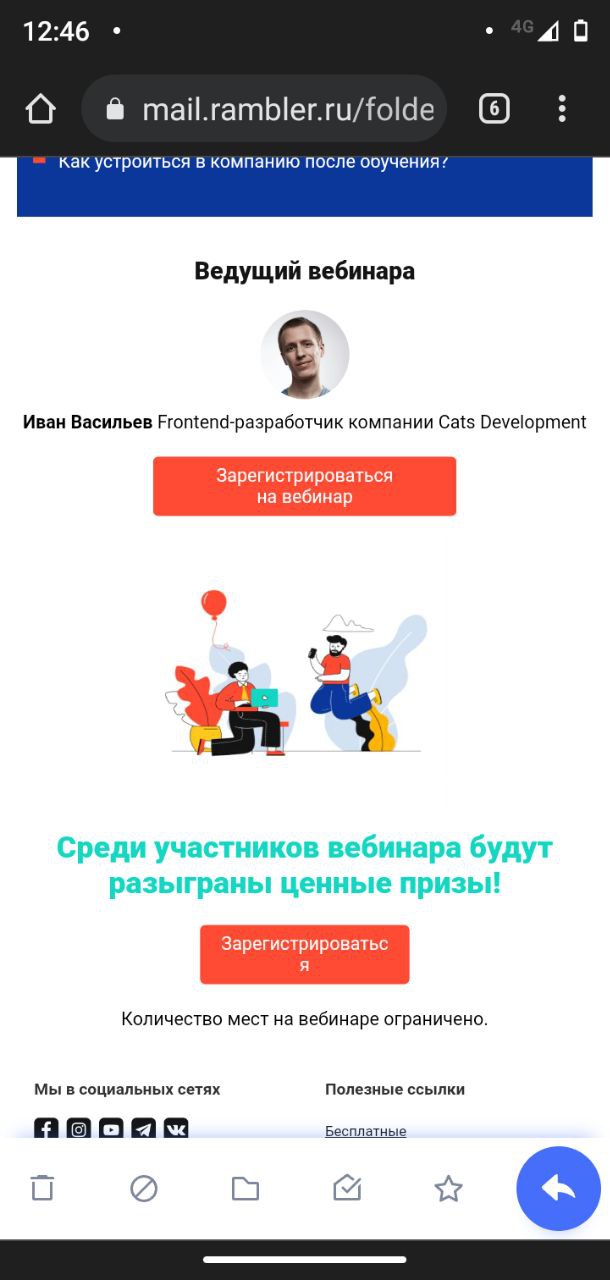 12:46
4G
mail.rambler.ru/folde
6
Как устроиться в компанию после обучения?
Ведущий вебинара
Иван Васильев Frontend-разработчик компании Cats Development
Зарегистрироваться
на вебинар
Среди участников вебинара будут
разыграны ценные призы!
Зарегистрироватьс
я
Количество мест на вебинаре ограничено.
Мы в социальных сетях
Полезные ссылки
Бесплатные